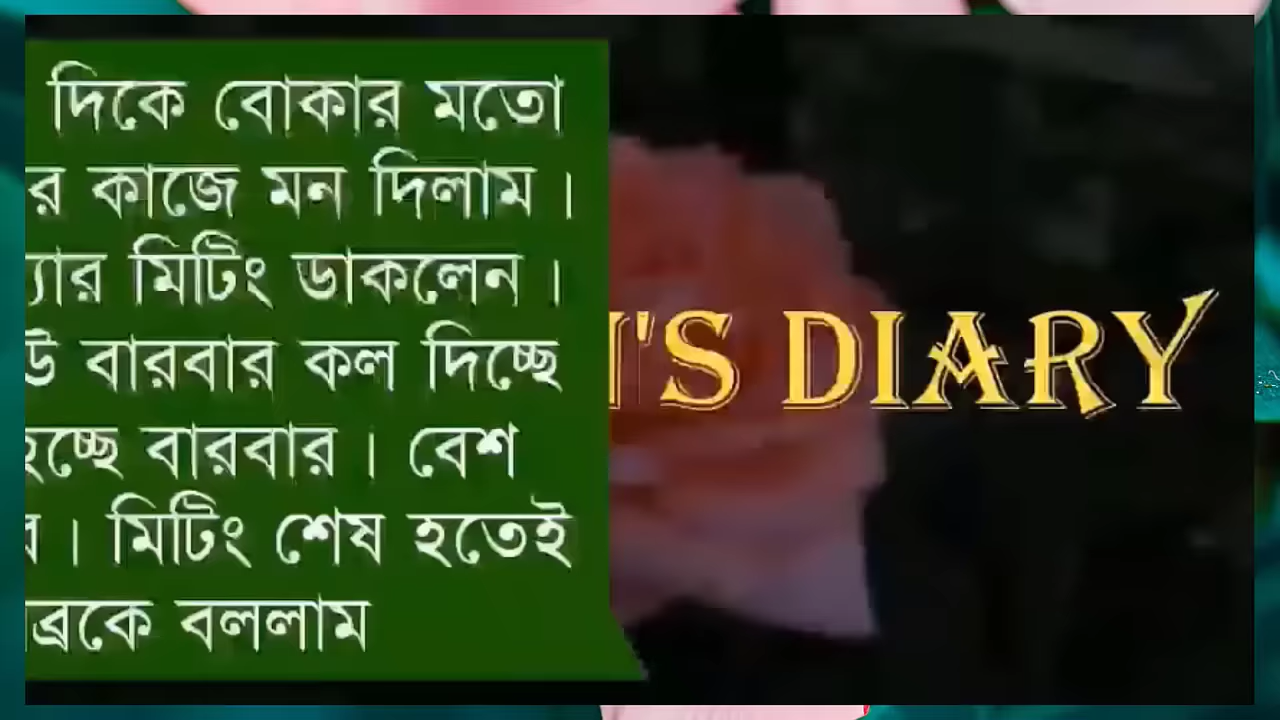 দিকে বোকার মতো
র কাজে মন দিলাম।
্যার মিটিং ডাকলেন।
উ বারবার কল দিচ্ছে
হচ্ছে বারবার। বেশ
। মিটিং শেষ হতেই
ব্রকে বললাম
'S DIARY